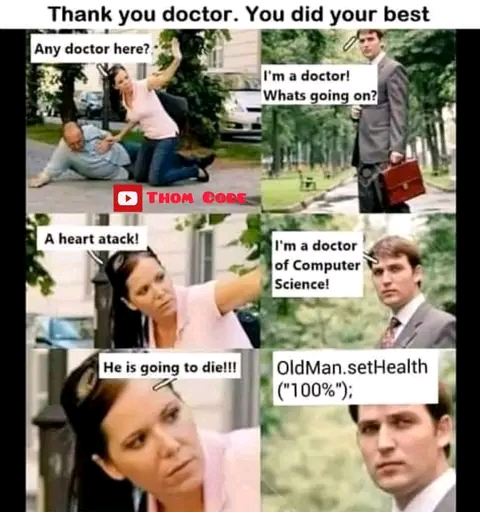 Thank you doctor. You did your best
Any doctor here?
I'm a doctor!
Whats going on?
Thom Code
A heart atack!
I'm a doctor
of Computer
Science!
He is going to die!!!
OldMan.setHealth
("100%");